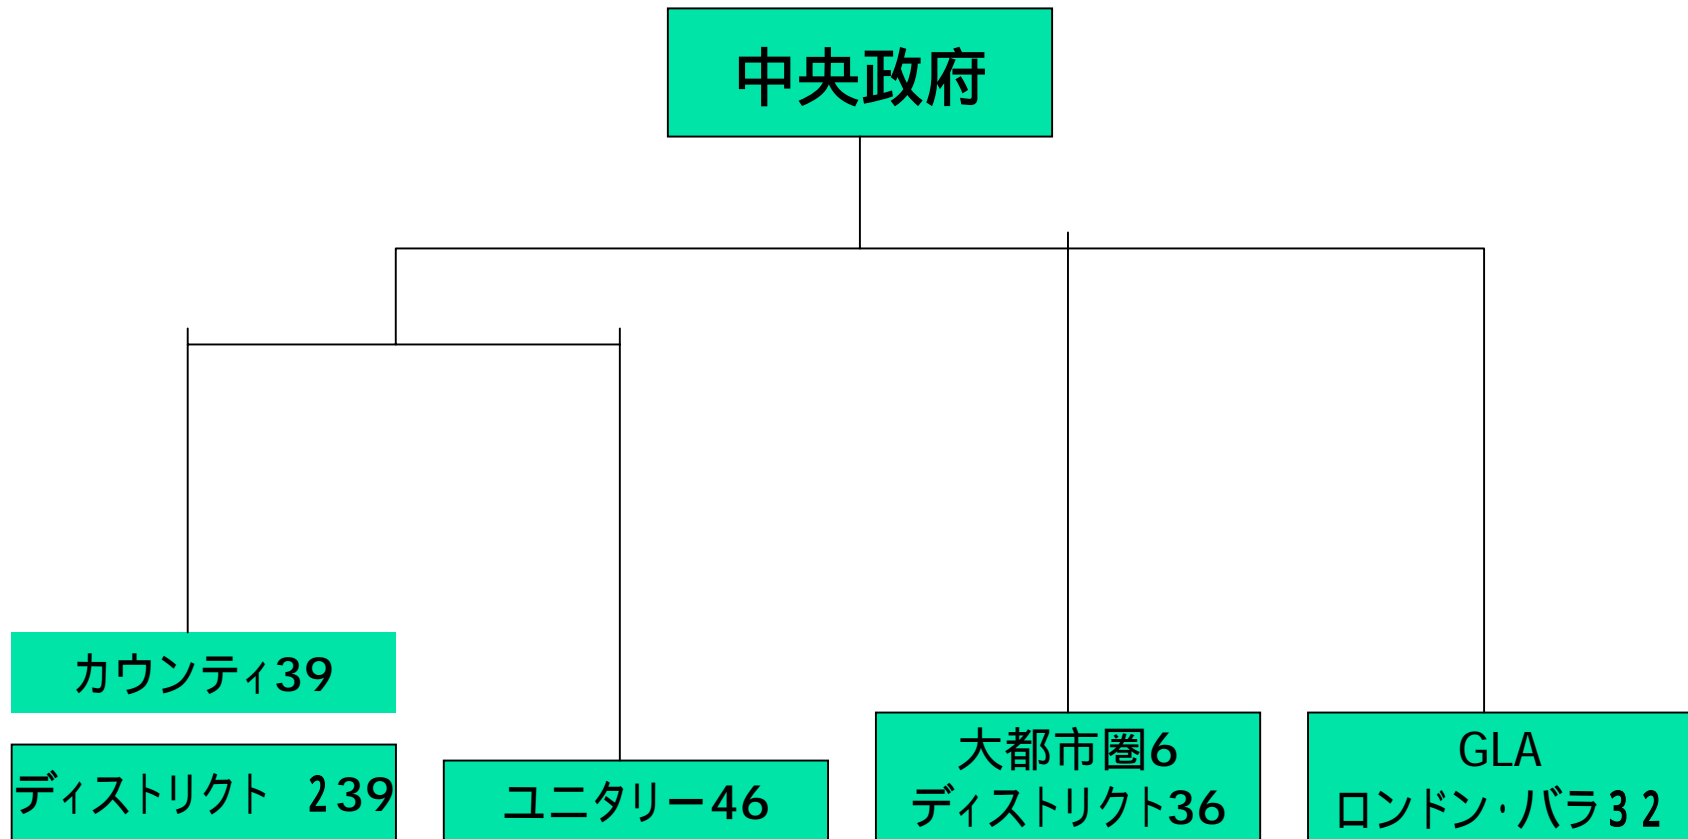 中央政府
カウンティ39
ディストリクト　239
ユニタリー46
大都市圏6
ディストリクト36
GLA
ロンドン・バラ32